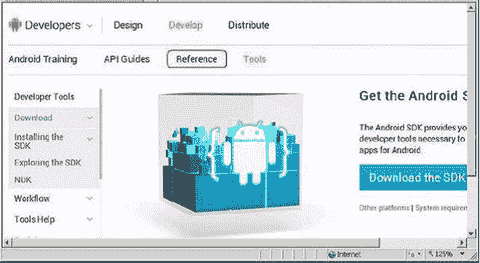 Developers Design Develop Distribute
Android Training API Guides Reference Tools
Developer Tools
Download
Installing the
SDK
Exploring the SDK
NDK
Workflow
Tools Help
Get the Android S
The Android SDK provides yo
developer tools necessary to
apps for Android.
Download the SDK
Other platforms | System requirem
Internet
125%